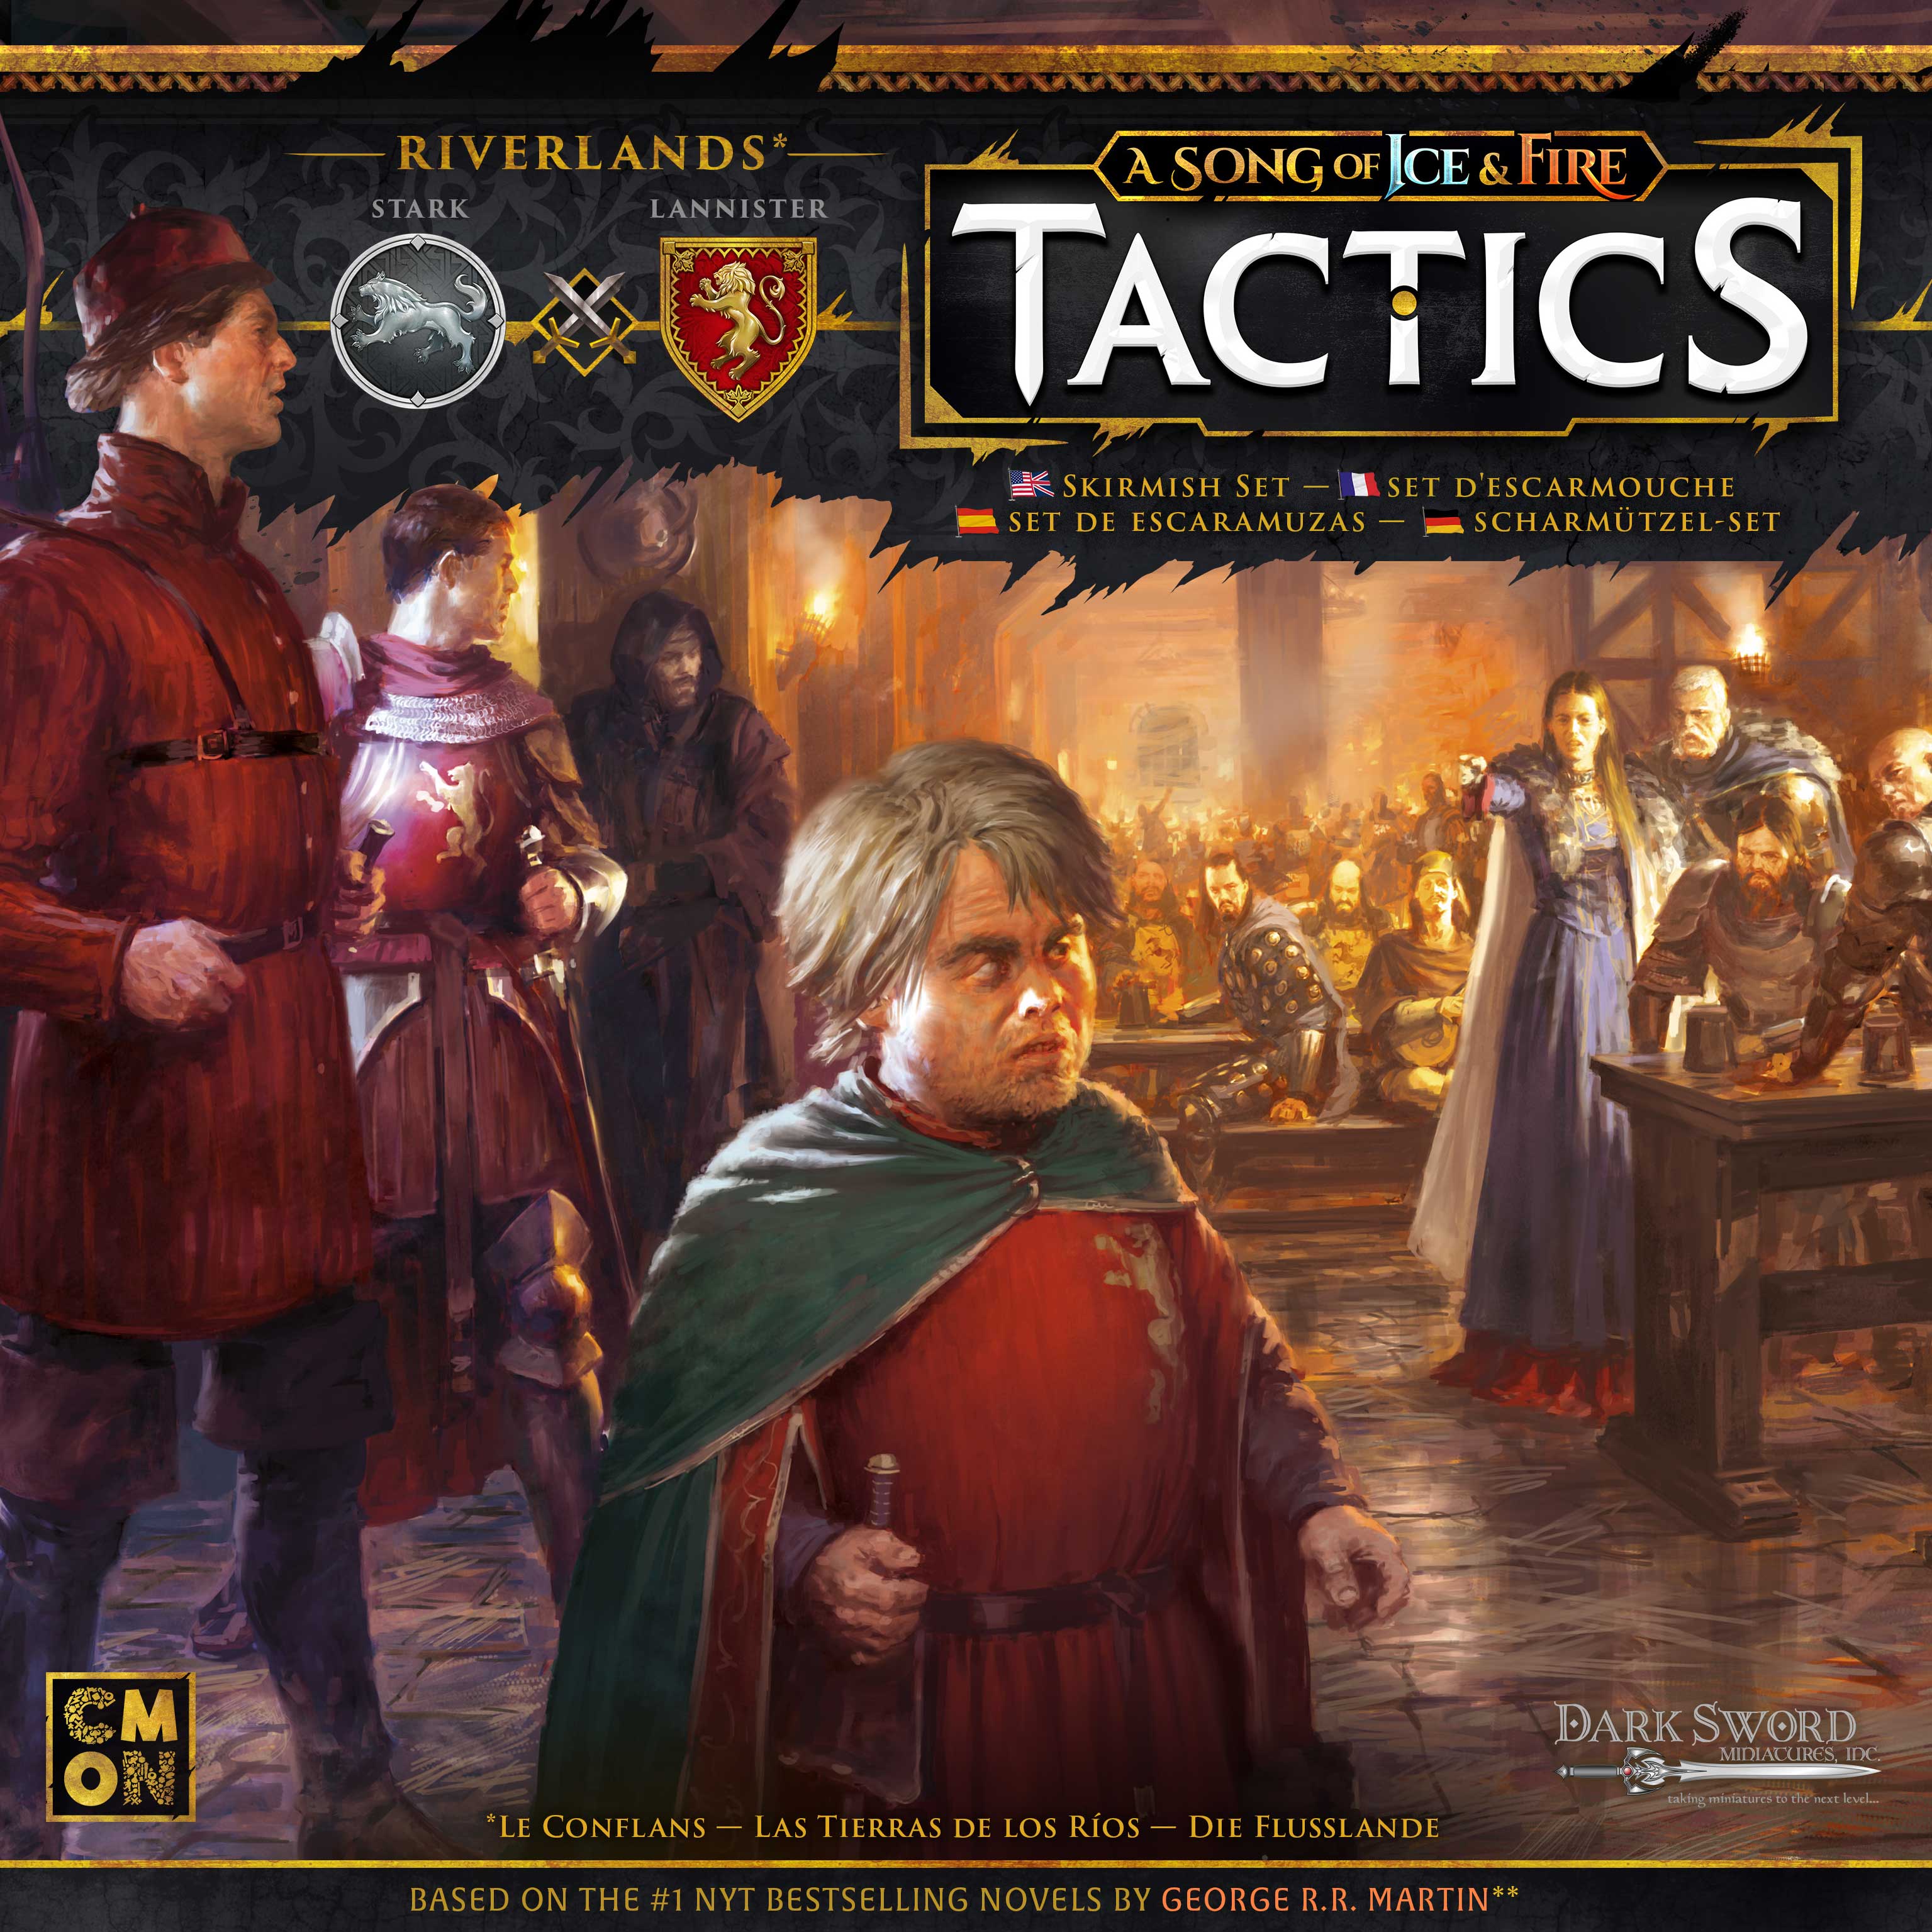 RIVERLANDS*
STARK
LANNISTER
A SONG OF ICE & FIRE
TACTICS
SKIRMISH SET — SET D'ESCARMOUCHE
SET DE ESCARAMUZAS — SCHARMÜTZEL-SET
CM
ON
DARK SWORD
MINIATURES, INC.
taking miniatures to the next level...
*LE CONFLANS — LAS TIERRAS DE LOS RÍOS — DIE FLUSSLANDE
BASED ON THE #1 NYT BESTSELLING NOVELS BY GEORGE R.R. MARTIN**